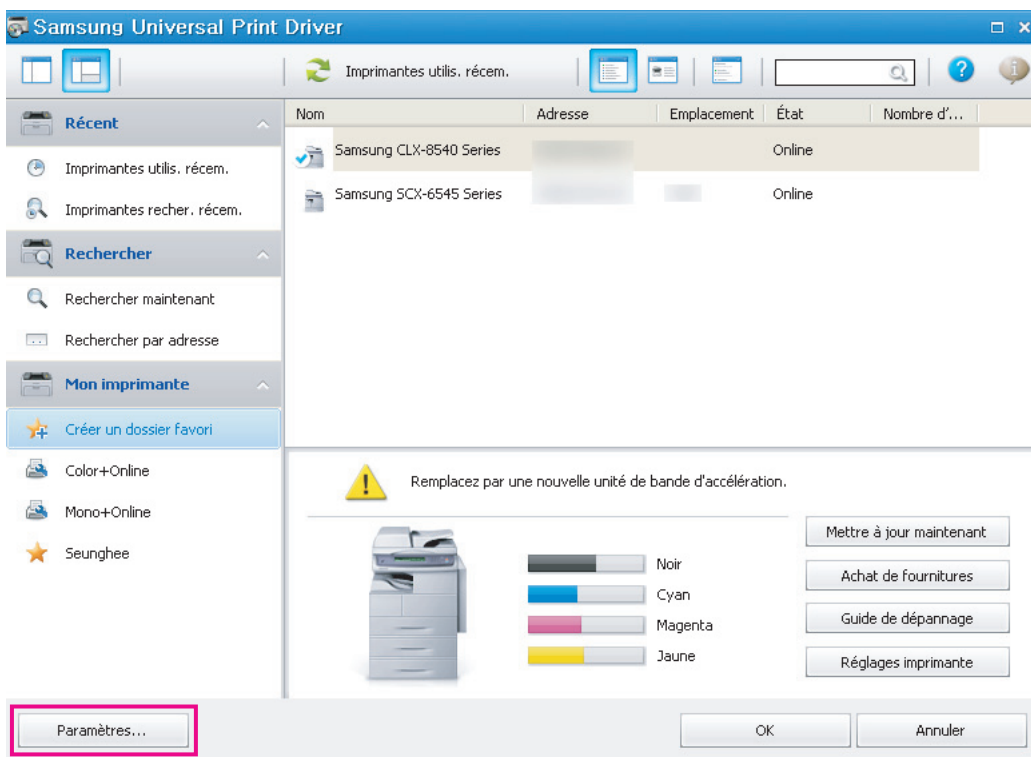 Samsung Universal Print Driver
Imprimantes utilis. récem.
Récent
Imprimantes utilis. récem.
Imprimantes recher. récem.
Rechercher
Rechercher maintenant
Rechercher par adresse
Mon imprimante
Créer un dossier favori
Color+Online
Mono+Online
Seunghee
Nom Adresse Emplacement État Nombre d'...
Samsung CLX-8540 Series Online
Samsung SCX-6545 Series Online
Remplacez par une nouvelle unité de bande d'accélération.
Noir
Cyan
Magenta
Jaune
Mettre à jour maintenant
Achat de fournitures
Guide de dépannage
Réglages imprimante
Paramètres...
OK
Annuler